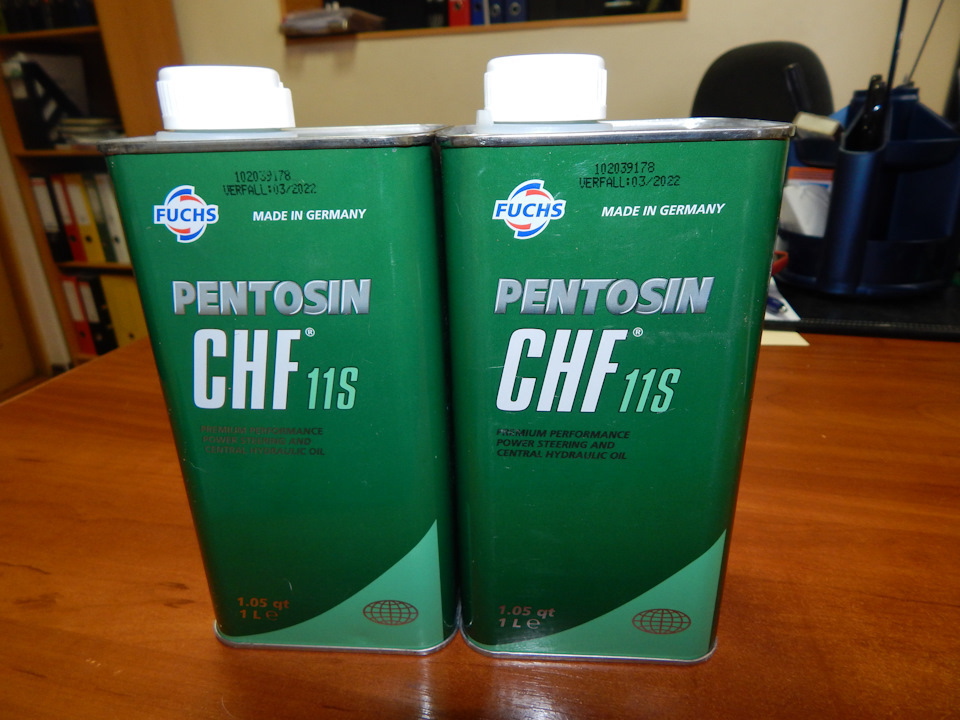 102039178
VERFALL:03/2022
FUCHS
MADE IN GERMANY
PENTOSIN
CHF®
11S
PREMIUM PERFORMANCE
POWER STEERING AND
CENTRAL HYDRAULIC OIL
1.05 qt
1 L ℮
102039178
VERFALL:03/2022
FUCHS
MADE IN GERMANY
PENTOSIN
CHF®
11S
PREMIUM PERFORMANCE
POWER STEERING AND
CENTRAL HYDRAULIC OIL
1.05 qt
1 L ℮